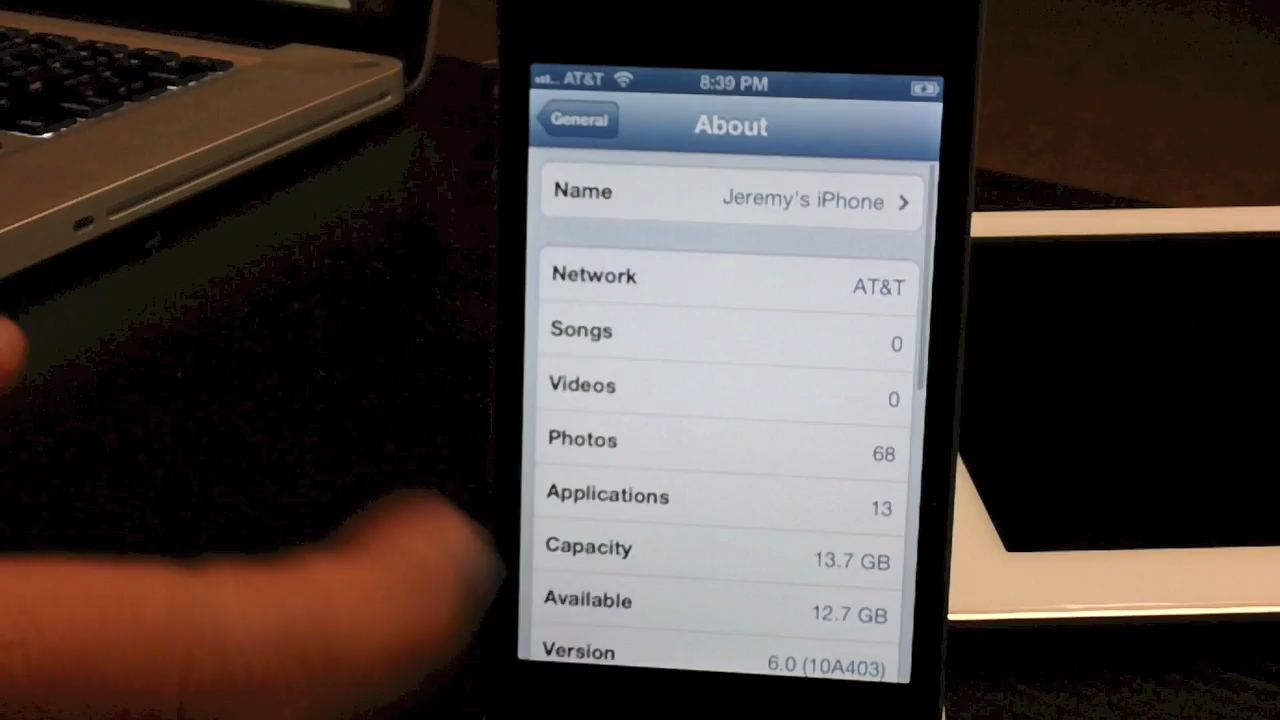 AT&T 8:39 PM
General About
Name Jeremy's iPhone
Network AT&T
Songs 0
Videos 0
Photos 68
Applications 13
Capacity 13.7 GB
Available 12.7 GB
Version 6.0 (10A403)